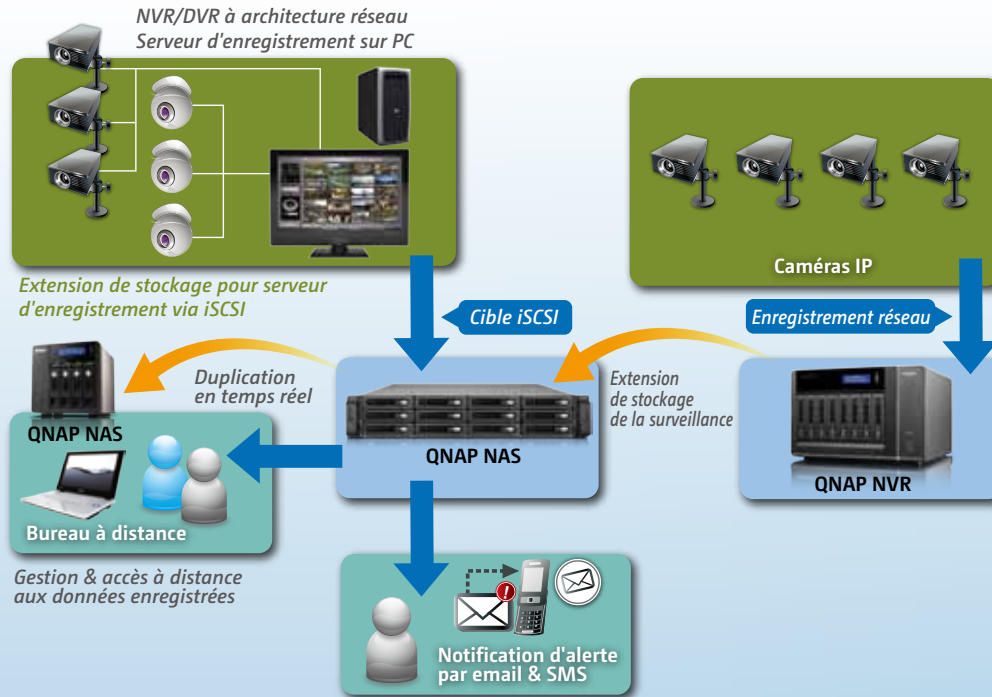 NVR/DVR à architecture réseau
Serveur d'enregistrement sur PC
Caméras IP
Extension de stockage pour serveur
d'enregistrement via iSCSI
Cible iSCSI
Enregistrement réseau
Duplication
en temps réel
Extension
de stockage
de la surveillance
QNAP NAS
QNAP NAS
QNAP NVR
Bureau à distance
Gestion & accès à distance
aux données enregistrées
Notification d'alerte
par email & SMS